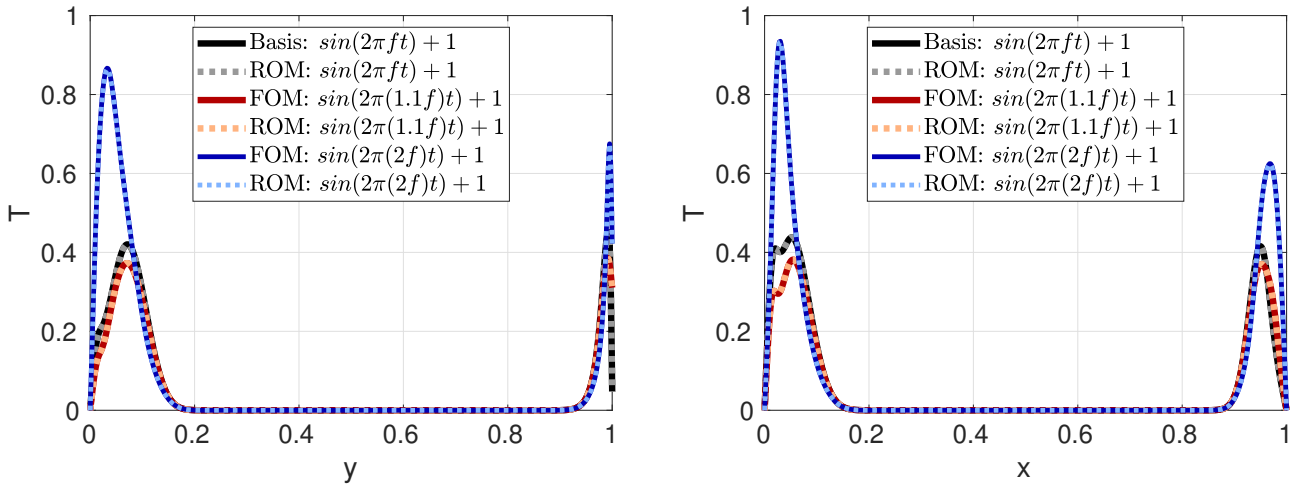 1
0.8
0.6
0.4
0.2
0
T
0 0.2 0.4 0.6 0.8 1
y
Basis: sin(2πft) + 1
ROM: sin(2πft) + 1
FOM: sin(2π(1.1f)t) + 1
ROM: sin(2π(1.1f)t) + 1
FOM: sin(2π(2f)t) + 1
ROM: sin(2π(2f)t) + 1
1
0.8
0.6
0.4
0.2
0
T
0 0.2 0.4 0.6 0.8 1
x
Basis: sin(2πft) + 1
ROM: sin(2πft) + 1
FOM: sin(2π(1.1f)t) + 1
ROM: sin(2π(1.1f)t) + 1
FOM: sin(2π(2f)t) + 1
ROM: sin(2π(2f)t) + 1